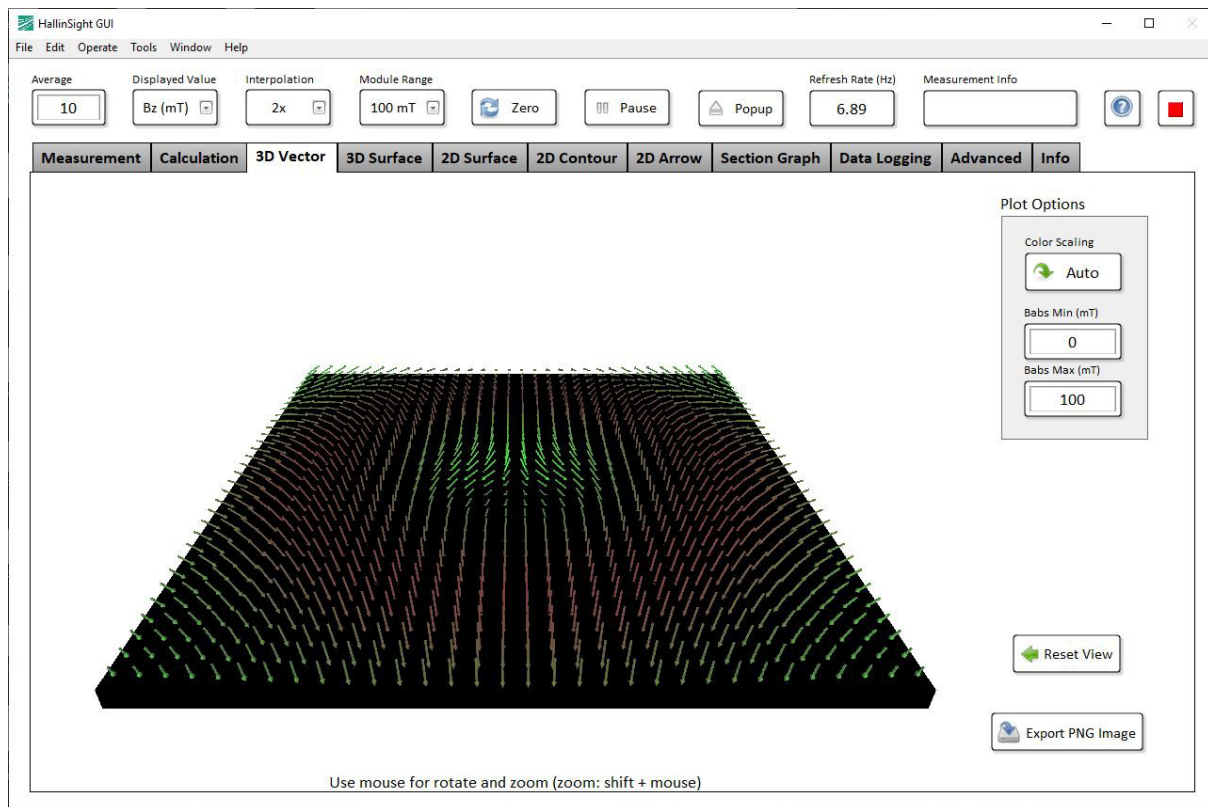 HallinSight GUI
File Edit Operate Tools Window Help
Average Displayed Value Interpolation Module Range Refresh Rate (Hz) Measurement Info
10 Bz (mT) 2x 100 mT Zero Pause Popup 6.89
Measurement Calculation 3D Vector 3D Surface 2D Surface 2D Contour 2D Arrow Section Graph Data Logging Advanced Info
Plot Options
Color Scaling
Auto
Babs Min (mT)
0
Babs Max (mT)
100
Reset View
Export PNG Image
Use mouse for rotate and zoom (zoom: shift + mouse)